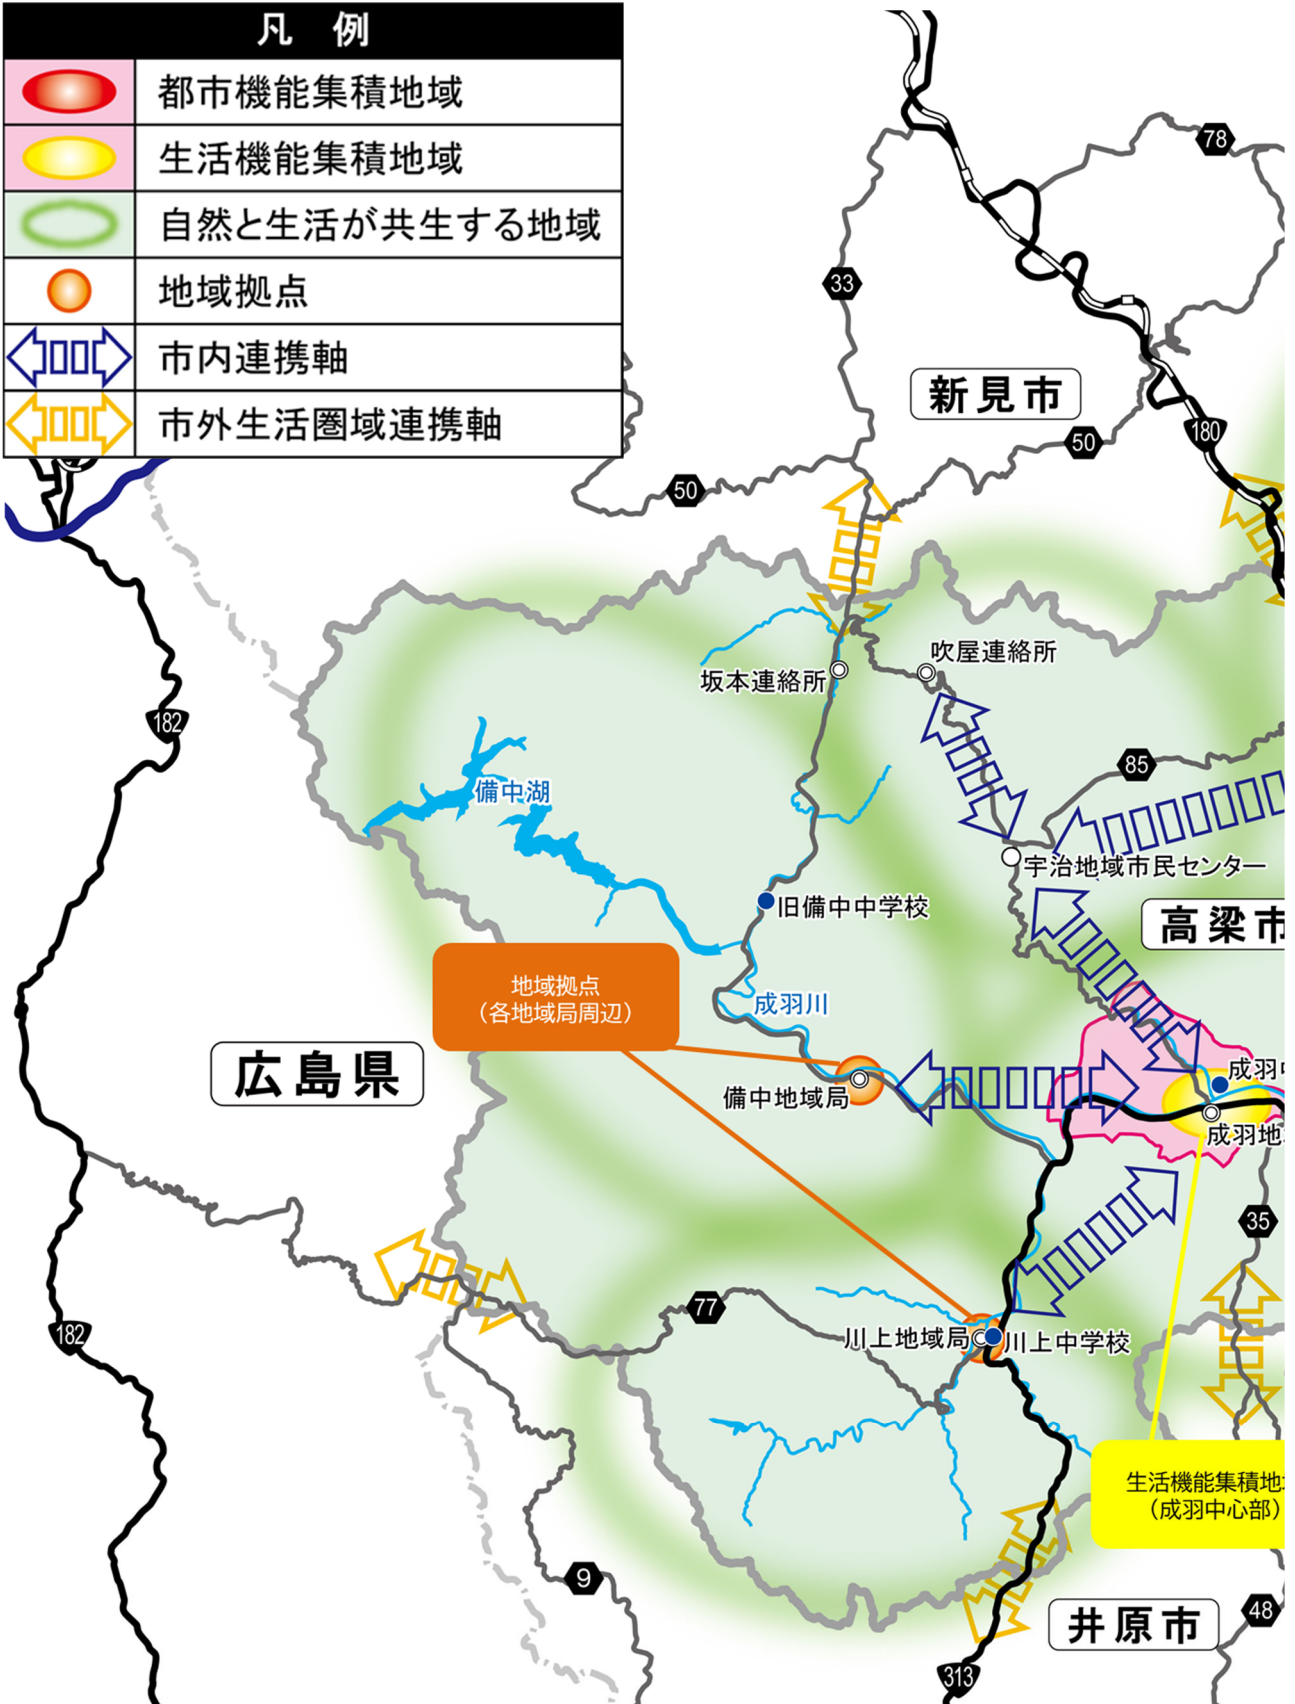 凡 例
都市機能集積地域
生活機能集積地域
自然と生活が共生する地域
地域拠点
市内連携軸
市外生活圏域連携軸
78
33
新見市
50
180
50
吹屋連絡所
坂本連絡所
182
85
備中湖
宇治地域市民センター
旧備中中学校
高梁市
地域拠点
（各地域局周辺）
成羽川
広島県
成羽
備中地域局
成羽地
35
77
182
川上地域局
川上中学校
生活機能集積地
（成羽中心部）
9
井原市
48
313